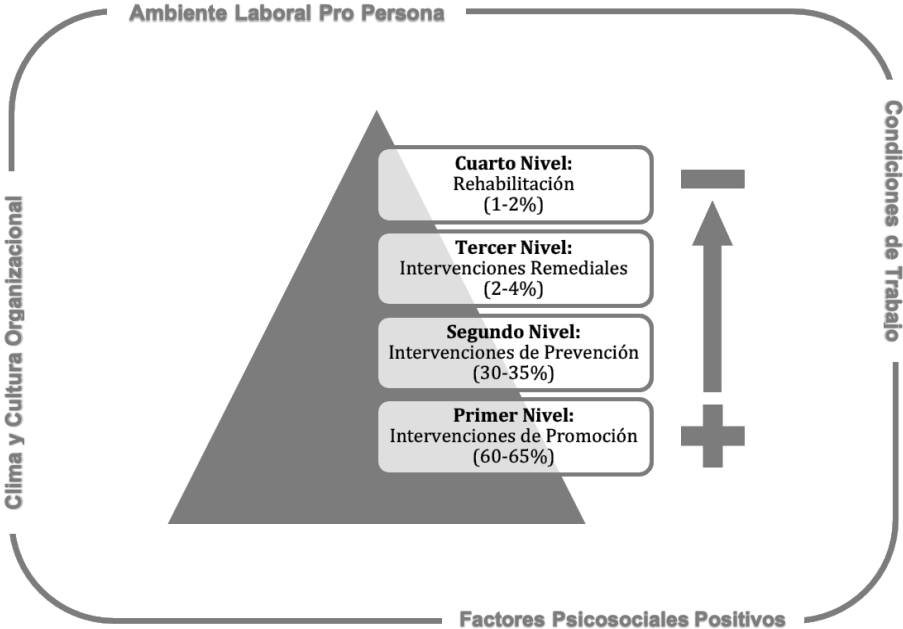 Ambiente Laboral Pro Persona
Condiciones de Trabajo
Clima y Cultura Organizacional
Cuarto Nivel:
Rehabilitación
(1-2%)
Tercer Nivel:
Intervenciones Remediales
(2-4%)
Segundo Nivel:
Intervenciones de Prevención
(30-35%)
Primer Nivel:
Intervenciones de Promoción
(60-65%)
Factores Psicosociales Positivos